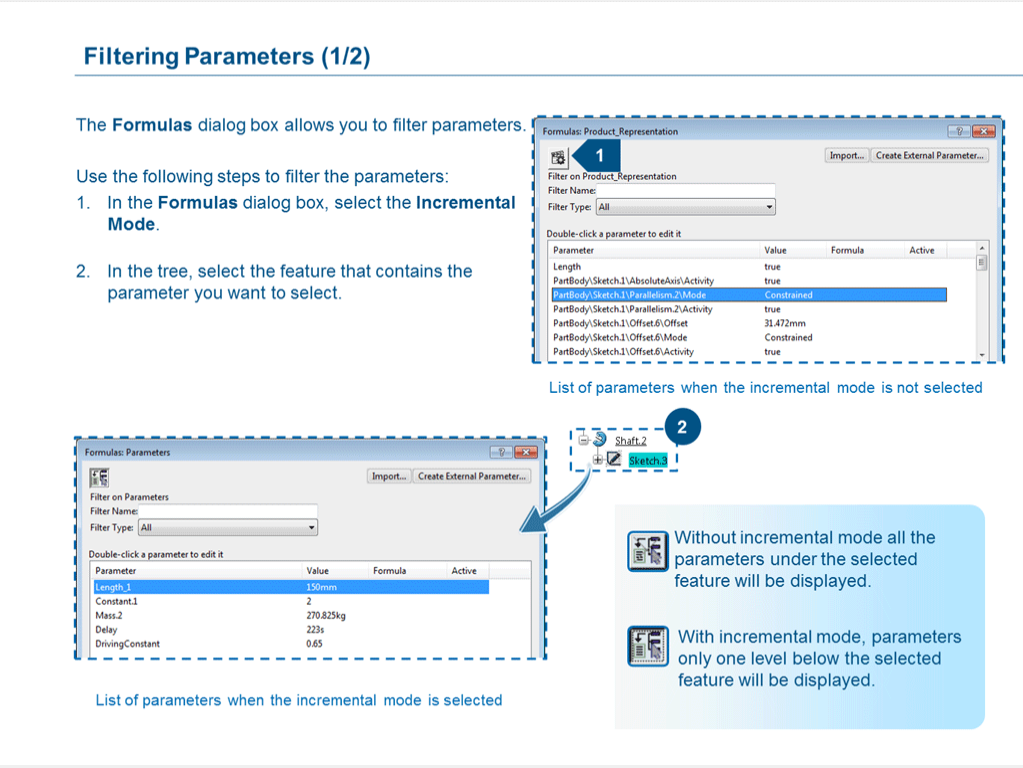 Filtering Parameters (1/2)
The Formulas dialog box allows you to filter parameters.
Use the following steps to filter the parameters:
1. In the Formulas dialog box, select the Incremental
Mode.
2. In the tree, select the feature that contains the
parameter you want to select.
Formulas: Product_Representation
1
Import... Create External Parameter...
Filter on Product_Representation
Filter Name:
Filter Type: All
Double-click a parameter to edit it
Parameter Value Formula Active
Length true
PartBody\Sketch.1\AbsoluteAxis\Activity true
PartBody\Sketch.1\Parallelism.2\Mode Constrained
PartBody\Sketch.1\Parallelism.2\Activity true
PartBody\Sketch.1\Offset.6\Offset 31.472mm
PartBody\Sketch.1\Offset.6\Mode Constrained
PartBody\Sketch.1\Offset.6\Activity true
List of parameters when the incremental mode is not selected
2
Shaft.2
Sketch.3
Formulas: Parameters
Import... Create External Parameter...
Filter on Parameters
Filter Name:
Filter Type: All
Double-click a parameter to edit it
Parameter Value Formula Active
Length_1 150mm
Constant.1 2
Mass.2 270.825kg
Delay 223s
DrivingConstant 0.65
List of parameters when the incremental mode is selected
Without incremental mode all the
parameters under the selected
feature will be displayed.
With incremental mode, parameters
only one level below the selected
feature will be displayed.